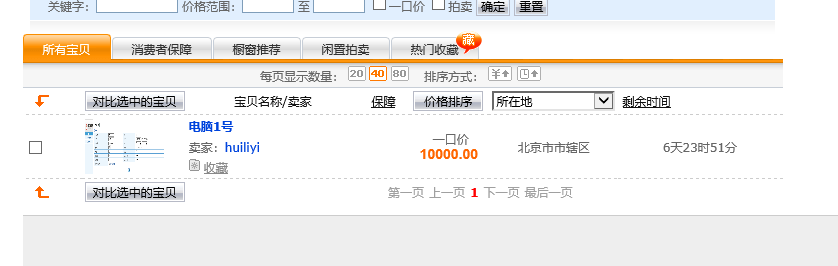 关键字： 价格范围： 至 一口价 拍卖 确定 重置
所有宝贝 消费者保障 橱窗推荐 闲置拍卖 热门收藏 藏
每页显示数量： 20 40 80 排序方式： ¥
对比选中的宝贝 宝贝名称/卖家 保障 价格排序 所在地 剩余时间
电脑1号
卖家：huiliyi
收藏
一口价
10000.00
北京市市辖区
6天23时51分
对比选中的宝贝 第一页 上一页 1 下一页 最后一页